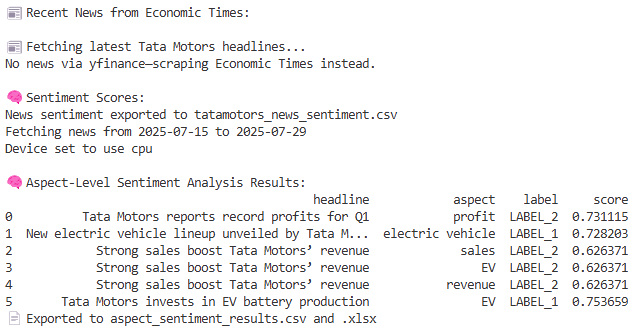 📰 Recent News from Economic Times:
📰 Fetching latest Tata Motors headlines...
No news via yfinance—scraping Economic Times instead.
🧠 Sentiment Scores:
News sentiment exported to tatamotors_news_sentiment.csv
Fetching news from 2025-07-15 to 2025-07-29
Device set to use cpu
🧠 Aspect-Level Sentiment Analysis Results:
headline aspect label score
0 Tata Motors reports record profits for Q1 profit LABEL_2 0.731115
1 New electric vehicle lineup unveiled by Tata M... electric vehicle LABEL_1 0.728203
2 Strong sales boost Tata Motors’ revenue sales LABEL_2 0.626371
3 Strong sales boost Tata Motors’ revenue EV LABEL_2 0.626371
4 Strong sales boost Tata Motors’ revenue revenue LABEL_2 0.626371
5 Tata Motors invests in EV battery production EV LABEL_1 0.753659
📄 Exported to aspect_sentiment_results.csv and .xlsx